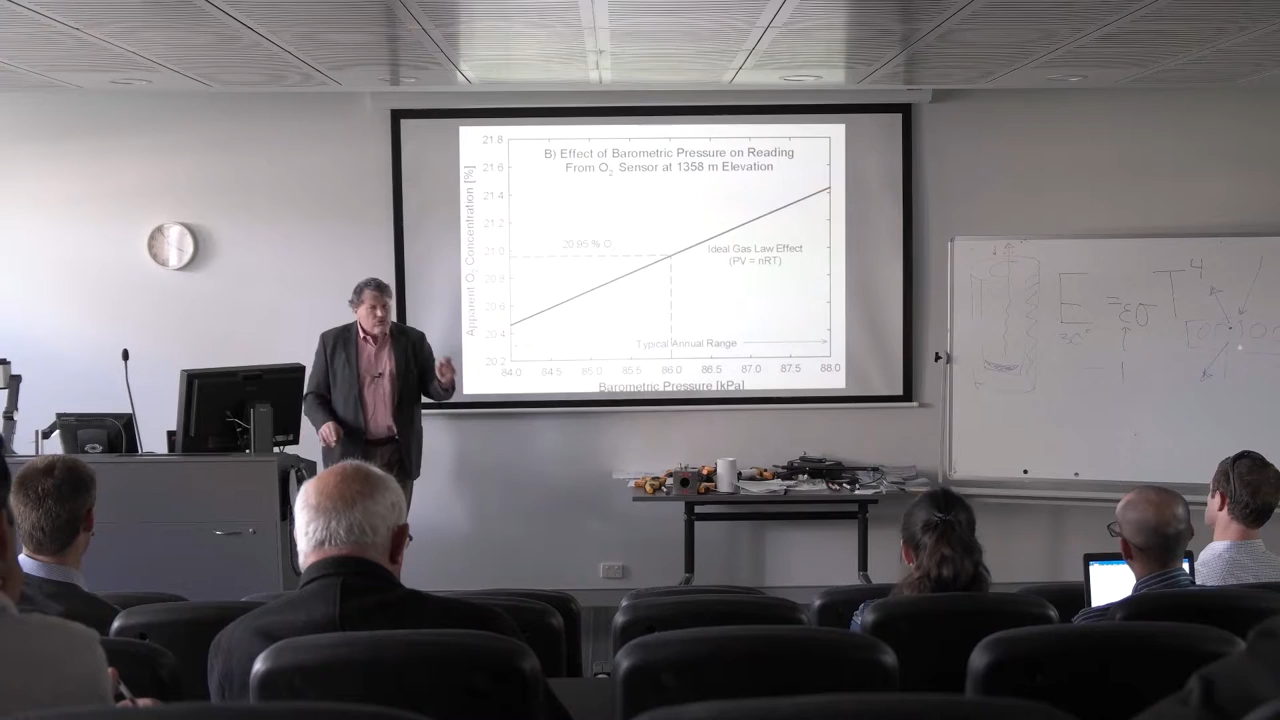 21.8
21.6
21.4
21.2
21.0
20.8
20.6
20.4
20.2
Apparent O2 Concentration [%]
B) Effect of Barometric Pressure on Reading
From O2 Sensor at 1358 m Elevation
20.95 % O
Ideal Gas Law Effect
(PV = nRT)
Typical Annual Range
84.0 84.5 85.0 85.5 86.0 86.5 87.0 87.5 88.0
Barometric Pressure [kPa]
E = εσ T4
30°